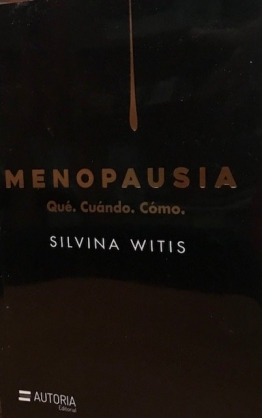 MENOPAUSIA
Qué. Cuándo. Cómo.
SILVINA WITIS
AUTORIA
Editorial